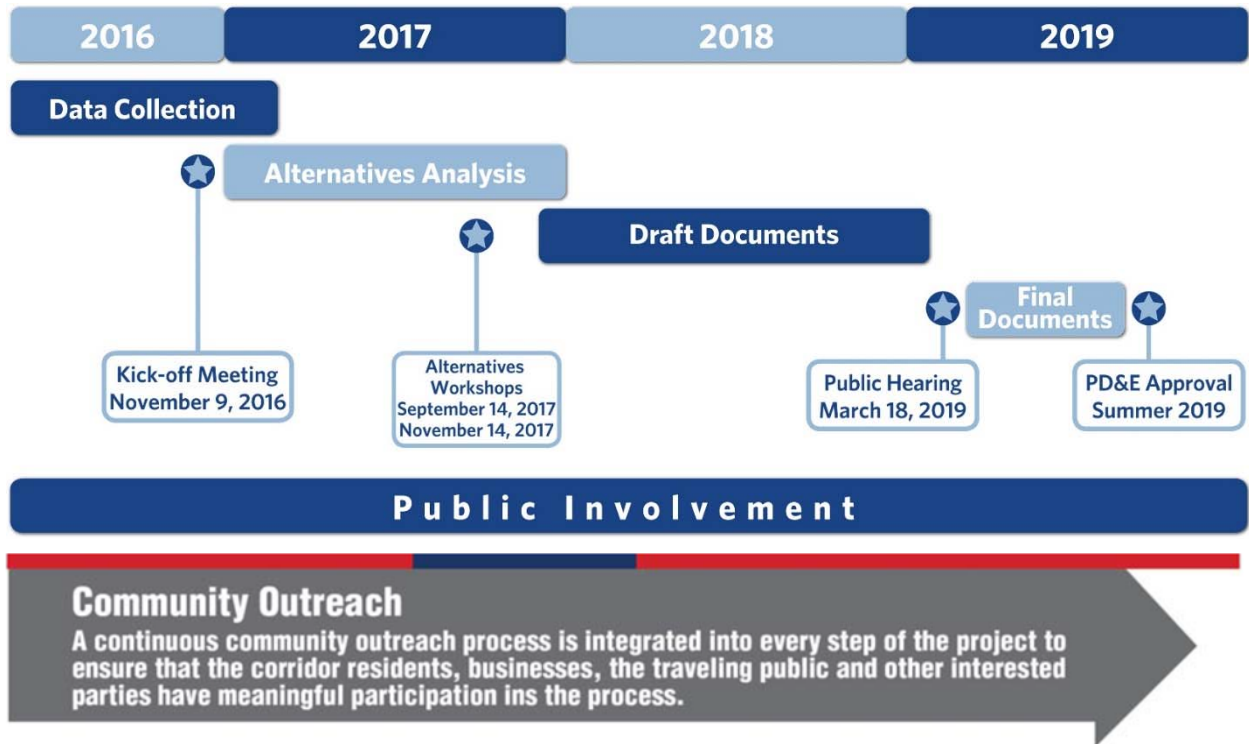 2016 2017 2018 2019
Data Collection
Alternatives Analysis
Draft Documents
Final
Documents
Kick-off Meeting
November 9, 2016
Alternatives
Workshops
September 14, 2017
November 14, 2017
Public Hearing
March 18, 2019
PD&E Approval
Summer 2019
Public Involvement
Community Outreach
A continuous community outreach process is integrated into every step of the project to
ensure that the corridor residents, businesses, the traveling public and other interested
parties have meaningful participation ins the process.